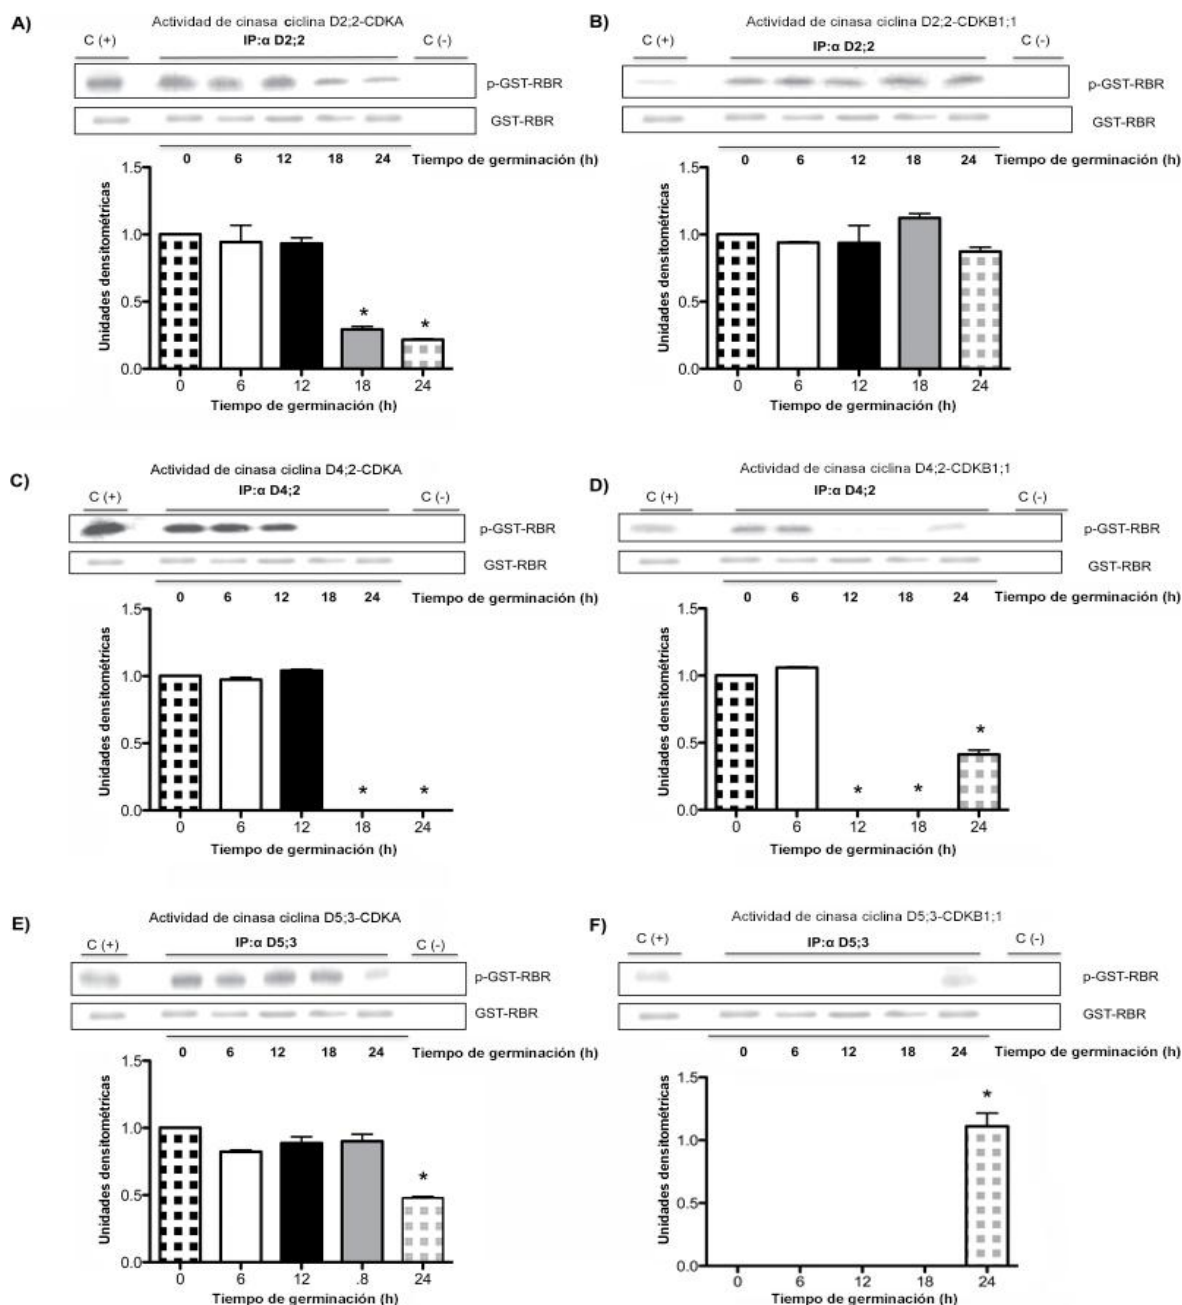 A)
Actividad de cinasa ciclina D2;2-CDKA
C (+)
IP:α D2;2
C (-)
p-GST-RBR
GST-RBR
0 6 12 18 24 Tiempo de germinación (h)
Unidades densitométricas
1.5
1.0
0.5
0.0
* *
0 6 12 18 24
Tiempo de germinación (h)
B)
Actividad de cinasa ciclina D2;2-CDKB1;1
C (+)
IP:α D2;2
C (-)
p-GST-RBR
GST-RBR
0 6 12 18 24 Tiempo de germinación (h)
Unidades densitométricas
1.5
1.0
0.5
0.0
0 6 12 18 24
Tiempo de germinación (h)
C)
Actividad de cinasa ciclina D4;2-CDKA
C (+)
IP:α D4;2
C (-)
p-GST-RBR
GST-RBR
0 6 12 18 24 Tiempo de germinación (h)
Unidades densitométricas
1.5
1.0
0.5
0.0
* *
0 6 12 18 24
Tiempo de germinación (h)
D)
Actividad de cinasa ciclina D4;2-CDKB1;1
C (+)
IP:α D4;2
C (-)
p-GST-RBR
GST-RBR
0 6 12 18 24 Tiempo de germinación (h)
Unidades densitométricas
1.5
1.0
0.5
0.0
* * *
0 6 12 18 24
Tiempo de germinación (h)
E)
Actividad de cinasa ciclina D5;3-CDKA
C (+)
IP:α D5;3
C (-)
p-GST-RBR
GST-RBR
0 6 12 18 24 Tiempo de germinación (h)
Unidades densitométricas
1.5
1.0
0.5
0.0
*
0 6 12 .8 24
Tiempo de germinación (h)
F)
Actividad de cinasa ciclina D5;3-CDKB1;1
C (+)
IP:α D5;3
C (-)
p-GST-RBR
GST-RBR
0 6 12 18 24 Tiempo de germinación (h)
Unidades densitométricas
1.5
1.0
0.5
0.0
*
0 6 12 18 24
Tiempo de germinación (h)